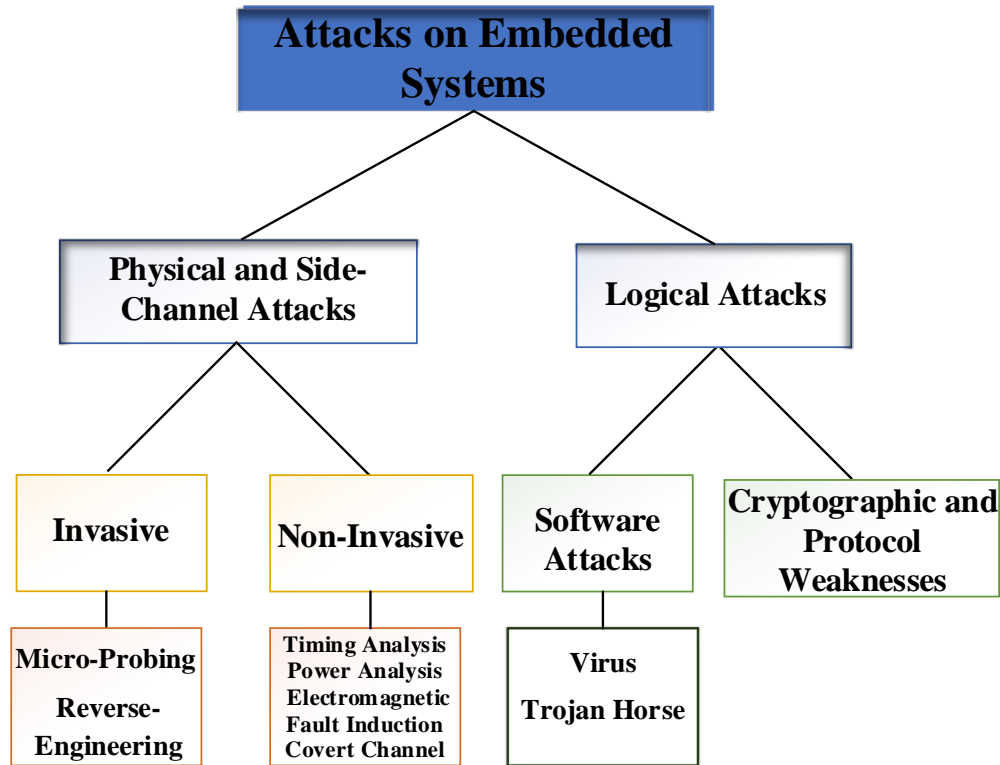 Attacks on Embedded
Systems
Physical and Side-
Channel Attacks
Logical Attacks
Invasive
Non-Invasive
Software
Attacks
Cryptographic and
Protocol
Weaknesses
Micro-Probing
Reverse-
Engineering
Timing Analysis
Power Analysis
Electromagnetic
Fault Induction
Covert Channel
Virus
Trojan Horse